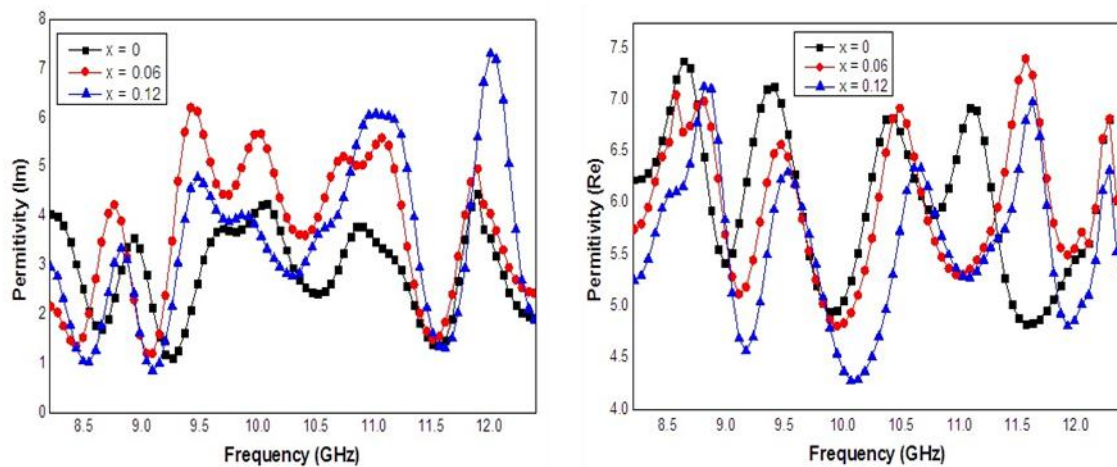 Permitivity (Im)
8
7
6
5
4
3
2
1
0
x = 0
x = 0.06
x = 0.12
8.5 9.0 9.5 10.0 10.5 11.0 11.5 12.0
Frequency (GHz)
Permitivity (Re)
7.5
7.0
6.5
6.0
5.5
5.0
4.5
4.0
x = 0
x = 0.06
x = 0.12
8.5 9.0 9.5 10.0 10.5 11.0 11.5 12.0
Frequency (GHz)